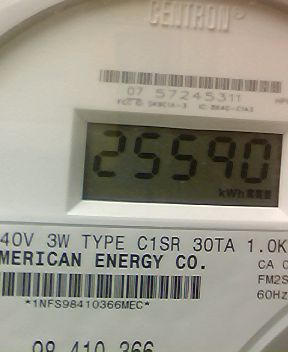 CENTRON®
07 57245311
25590
kWh
40V 3W TYPE C1SR 30TA 1.0K
MERICAN ENERGY CO.
CA 0
*1NFS98410366MEC*
FM2S
60Hz
98 410 366